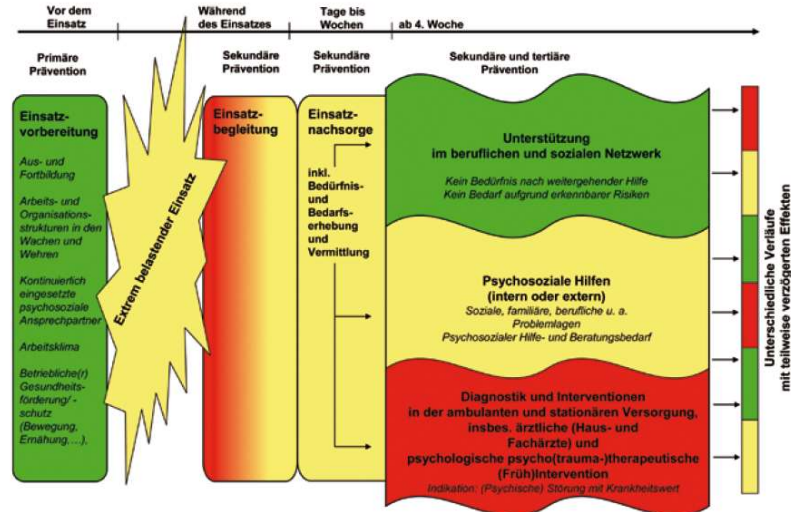 Vor dem
Einsatz
Während
des Einsatzes
Tage bis
Wochen
ab 4. Woche
Primäre
Prävention
Sekundäre
Prävention
Sekundäre
Prävention
Sekundäre und tertiäre
Prävention
Einsatz-
vorbereitung
Aus- und
Fortbildung
Arbeits- und
Organisations-
strukturen in den
Wachen und
Wehren
Kontinuierlich
eingesetzte
psychosoziale
Ansprechpartner
Arbeitsklima
Betriebliche(r)
Gesundheits-
förderung/ -
schutz
(Bewegung,
Ernährung,…),
Extrem belastender Einsatz
Einsatz-
begleitung
Einsatz-
nachsorge
inkl.
Bedürfnis-
und
Bedarfs-
erhebung
und
Vermittlung
Unterstützung
im beruflichen und sozialen Netzwerk
Kein Bedürfnis nach weitergehender Hilfe
Kein Bedarf aufgrund erkennbarer Risiken
Psychosoziale Hilfen
(intern oder extern)
Soziale, familiäre, berufliche u. a.
Problemlagen
Psychosozialer Hilfe- und Beratungsbedarf
Diagnostik und Interventionen
in der ambulanten und stationären Versorgung,
insbes. ärztliche (Haus- und
Fachärzte) und
psychologische psycho(trauma-)therapeutische
(Früh)Intervention
Indikation: (Psychische) Störung mit Krankheitswert
Unterschiedliche Verläufe
mit teilweise verzögerten Effekten